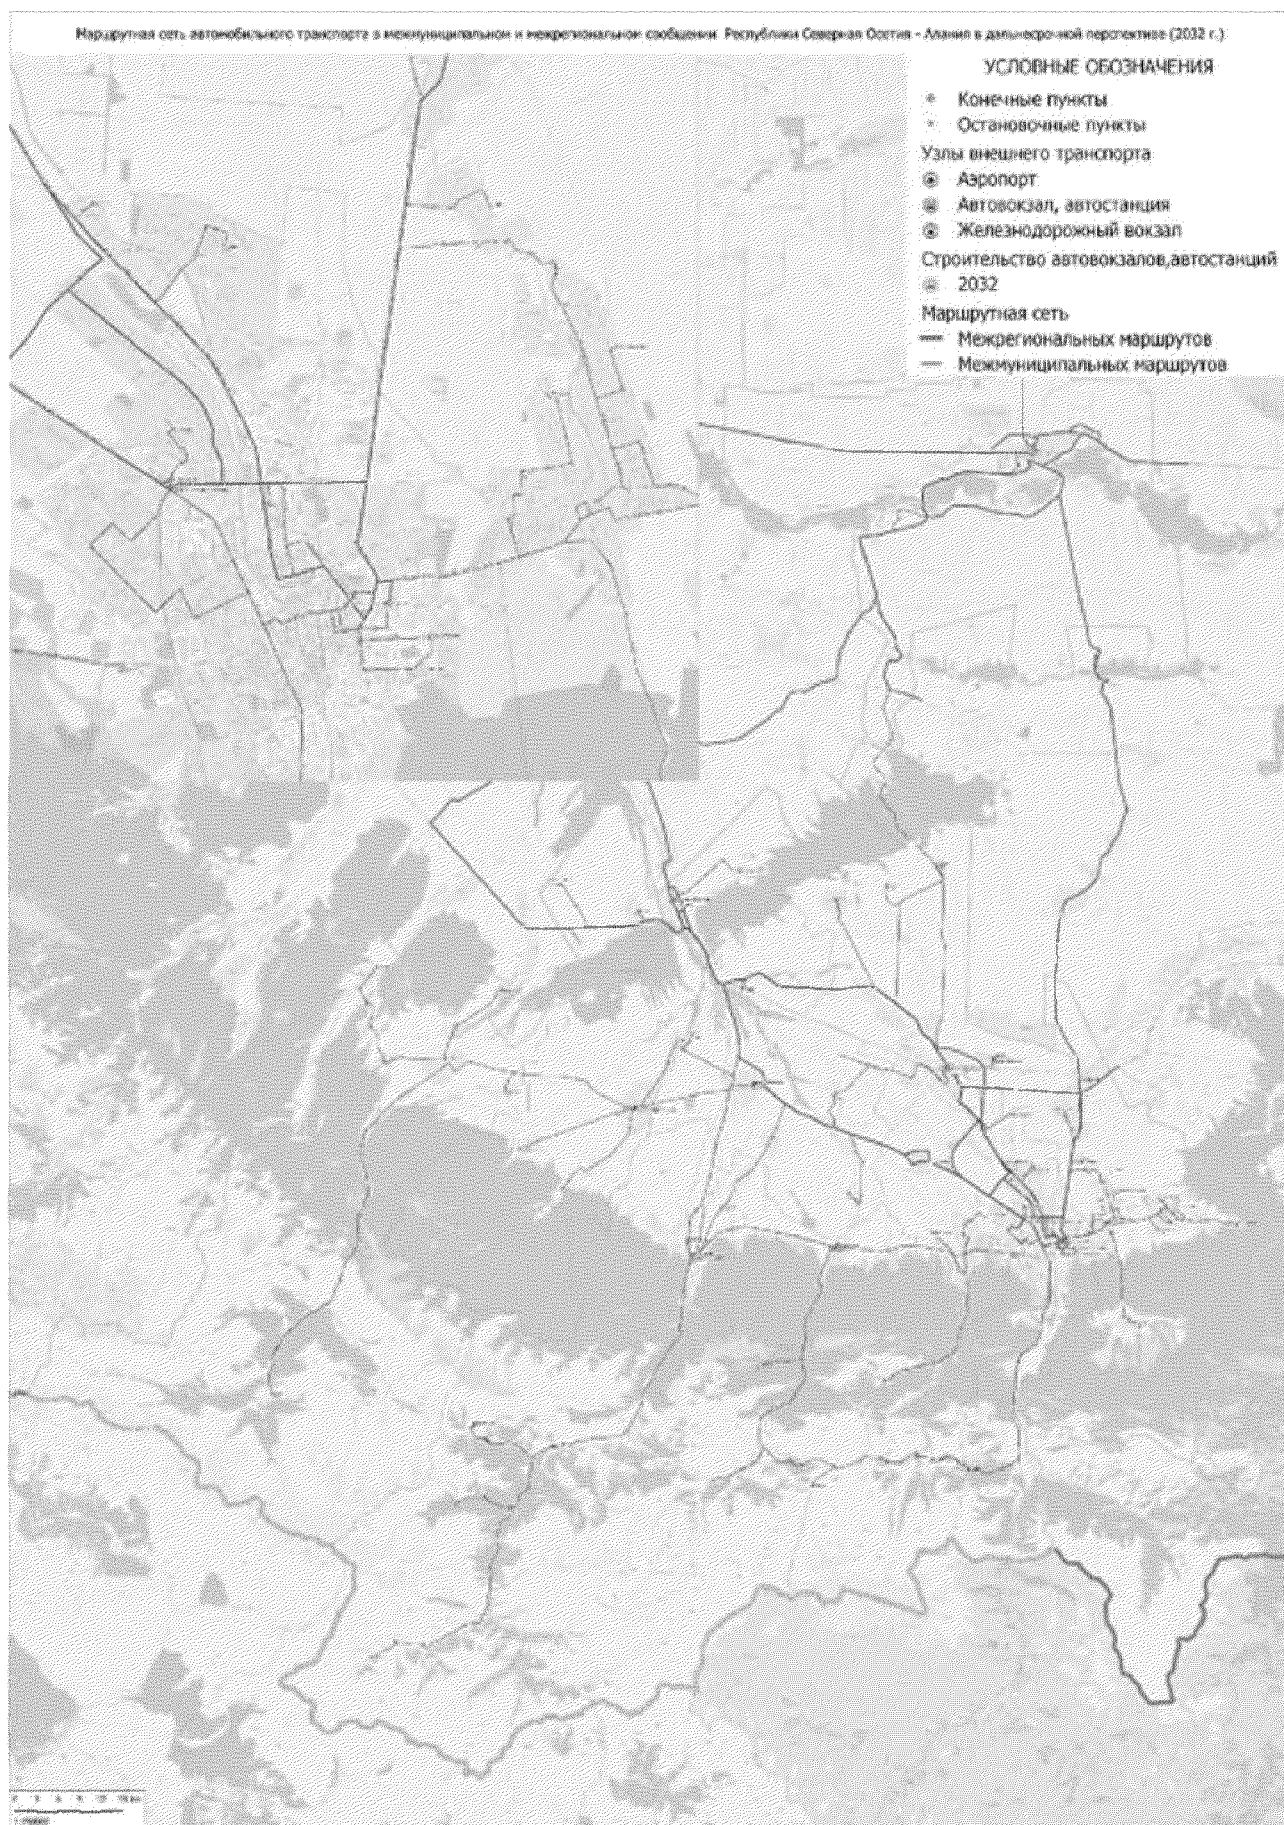 Маршрутная сеть автомобильного транспорта в межмуниципальном и межрегиональном сообщении Республики Северная Осетия - Алания в дальнесрочной перспективе (2032 г.)
УСЛОВНЫЕ ОБОЗНАЧЕНИЯ
Конечные пункты
Остановочные пункты
Узлы внешнего транспорта
Аэропорт
Автовокзал, автостанция
Железнодорожный вокзал
Строительство автовокзалов,автостанций
2032
Маршрутная сеть
Межрегиональных маршрутов
Межмуниципальных маршрутов